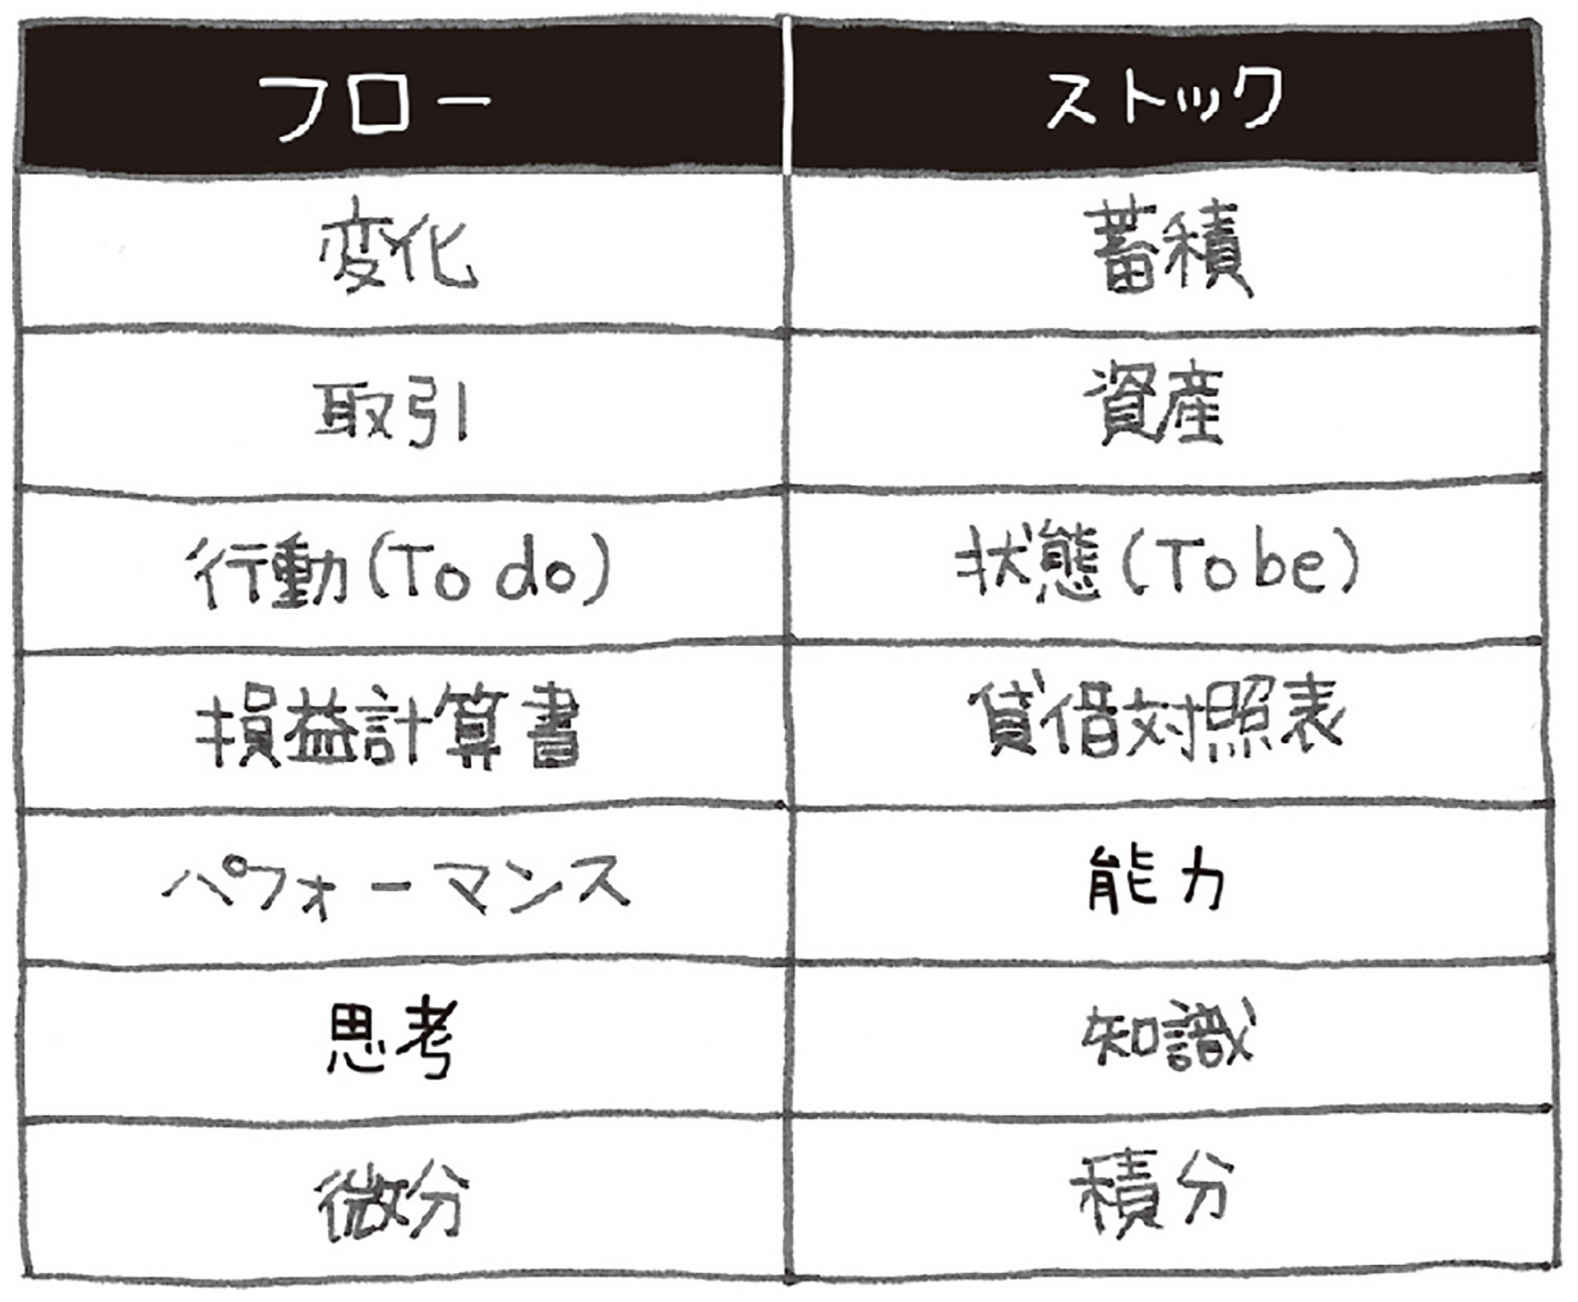 フロー ストック
変化 蓄積
取引 資産
行動(To do) 状態(To be)
損益計算書 貸借対照表
パフォーマンス 能力
思考 知識
微分 積分